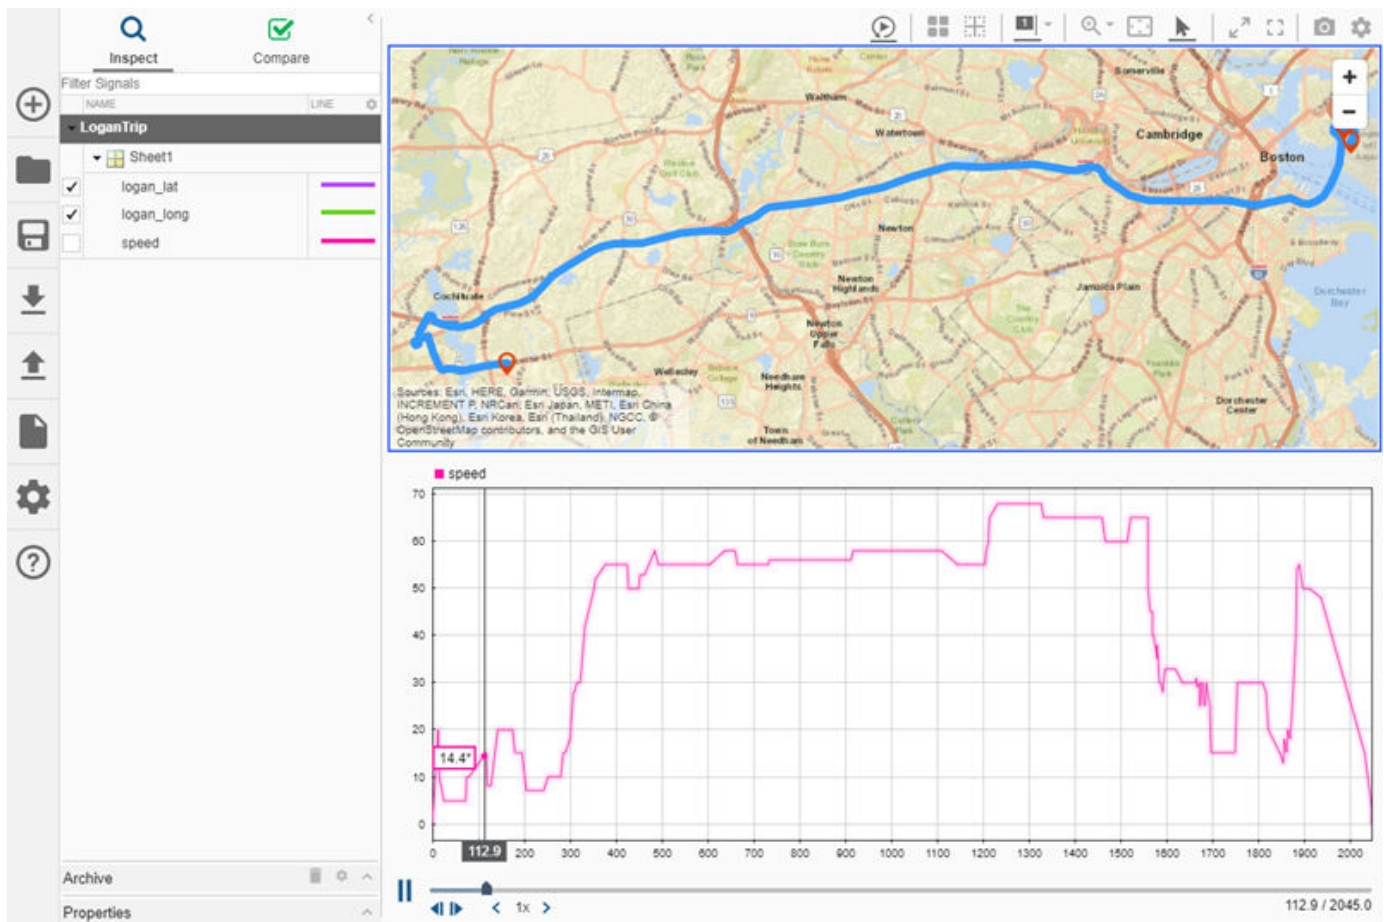 Inspect
Compare
Filter Signals
NAME
LINE
LoganTrip
Sheet1
logan_lat
logan_long
speed
Archive
Properties
1
+
−
Somerville
Waltham
Watertown
Cambridge
Boston
Newton
Newton
Highlands
Jamaica Plain
Cochituate
Dorchester
Bay
Newton
Upper
Falls
Wellesley
Needham
Heights
Dorchester
Center
Town
of Needham
Sources: Esri, HERE, Garmin, USGS, Intermap,
INCREMENT P, NRCan, Esri Japan, METI, Esri China
(Hong Kong), Esri Korea, Esri (Thailand), NGCC, ©
OpenStreetMap contributors, and the GIS User
Community
speed
70
60
50
40
30
20
14.4*
10
0
0 112.9 200 300 400 500 600 700 800 900 1000 1100 1200 1300 1400 1500 1600 1700 1800 1900 2000
1x
112.9 / 2045.0